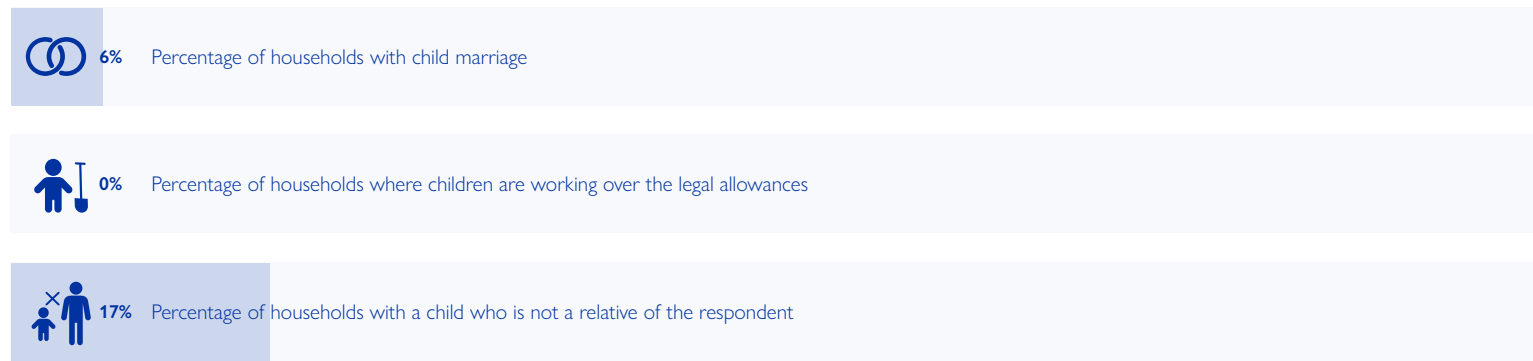 6% Percentage of households with child marriage
0% Percentage of households where children are working over the legal allowances
17% Percentage of households with a child who is not a relative of the respondent